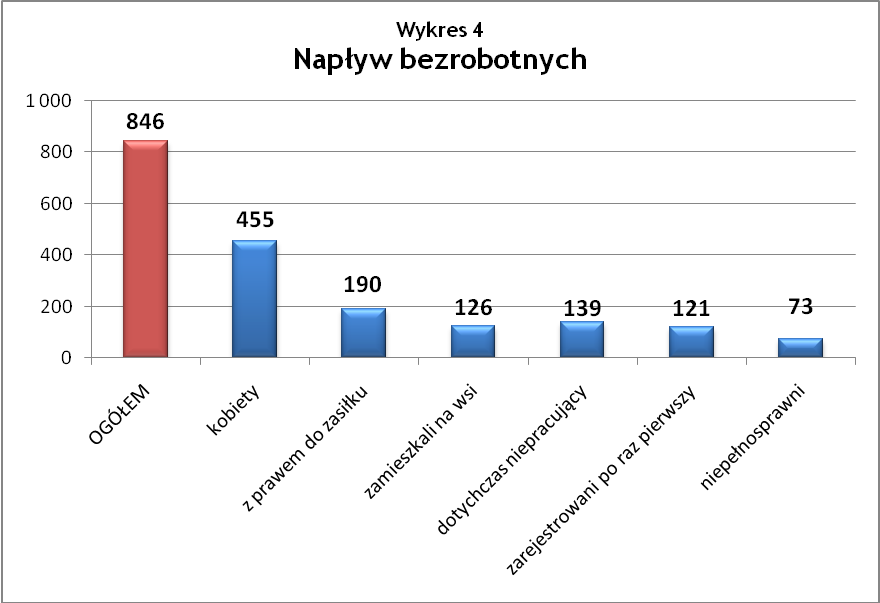 Wykres 4
Napływ bezrobotnych
1 000
800
600
400
200
0
846
455
190
126
139
121
73
OGÓŁEM
kobiety
z prawem do zasiłku
zamieszkali na wsi
dotychczas niepracujący
zarejestrowani po raz pierwszy
niepełnosprawni